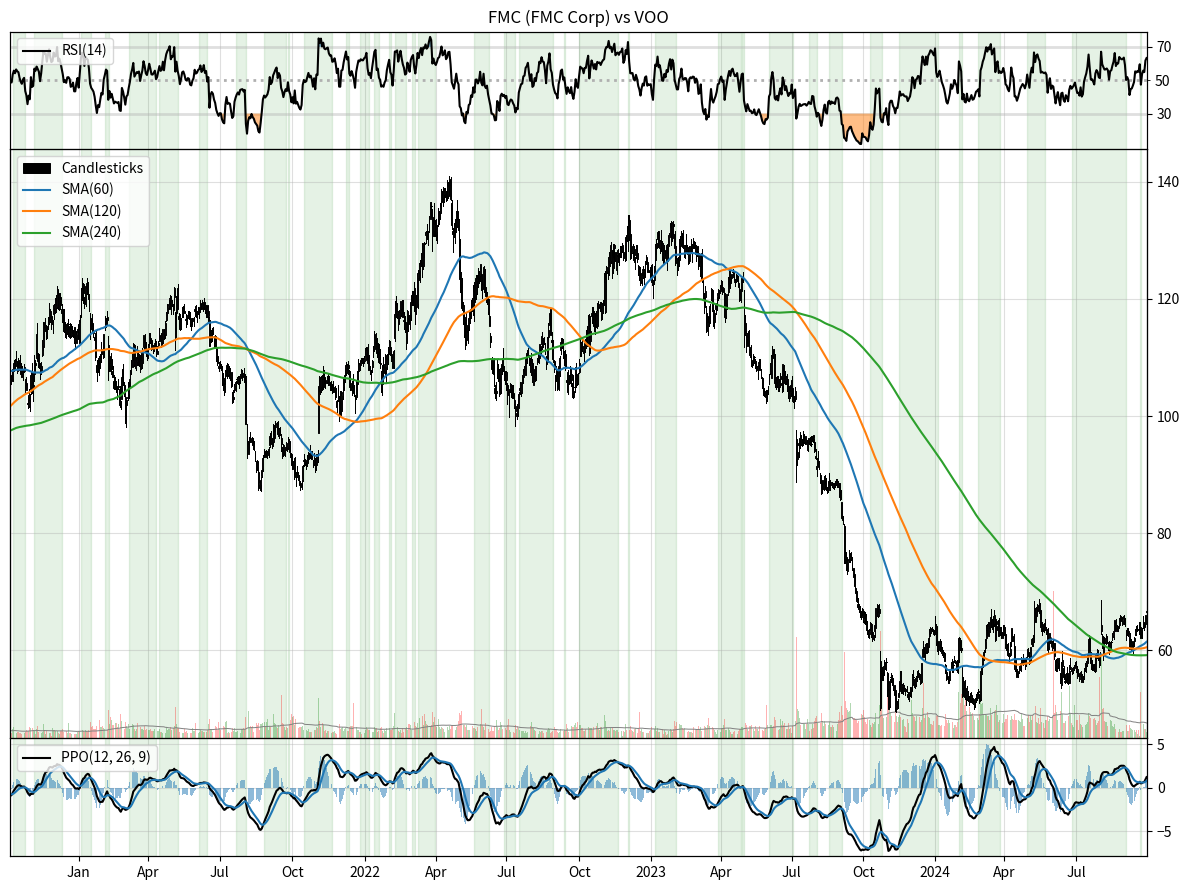 FMC (FMC Corp) vs VOO
RSI(14)
70
50
30
Candlesticks
SMA(60)
SMA(120)
SMA(240)
140
120
100
80
60
PPO(12, 26, 9)
5
0
−5
Jan Apr Jul Oct 2022 Apr Jul Oct 2023 Apr Jul Oct 2024 Apr Jul